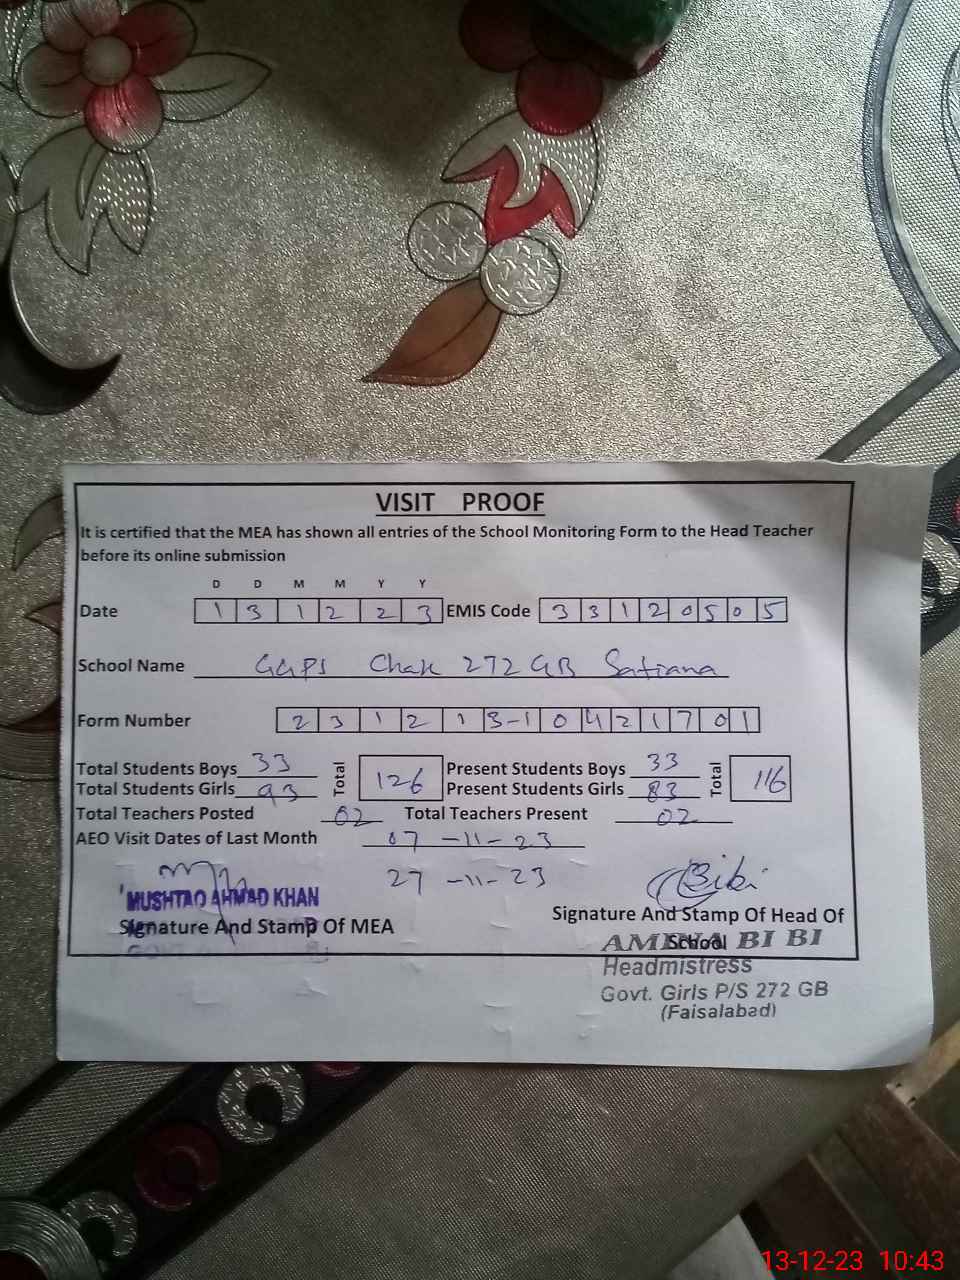 VISIT PROOF
It is certified that the MEA has shown all entries of the School Monitoring Form to the Head Teacher
before its online submission
D D M M Y Y
Date 1 3 1 2 2 3 EMIS Code 3 3 1 2 0 5 0 5
School Name GGPS Chak 272 GB Satiana
Form Number 2 3 1 2 1 3-1 0 4 2 1 7 0 1
Total Students Boys 33 Total 126 Present Students Boys 33 Total 116
Total Students Girls 93 Present Students Girls 83
Total Teachers Posted 02 Total Teachers Present 02
AEO Visit Dates of Last Month 07-11-23
27-11-23
Bibi
MUSHTAQ AHMAD KHAN
Signature And Stamp Of MEA
Signature And Stamp Of Head Of
School
AMINA BI BI
Headmistress
Govt. Girls P/S 272 GB
(Faisalabad)
13-12-23 10:43